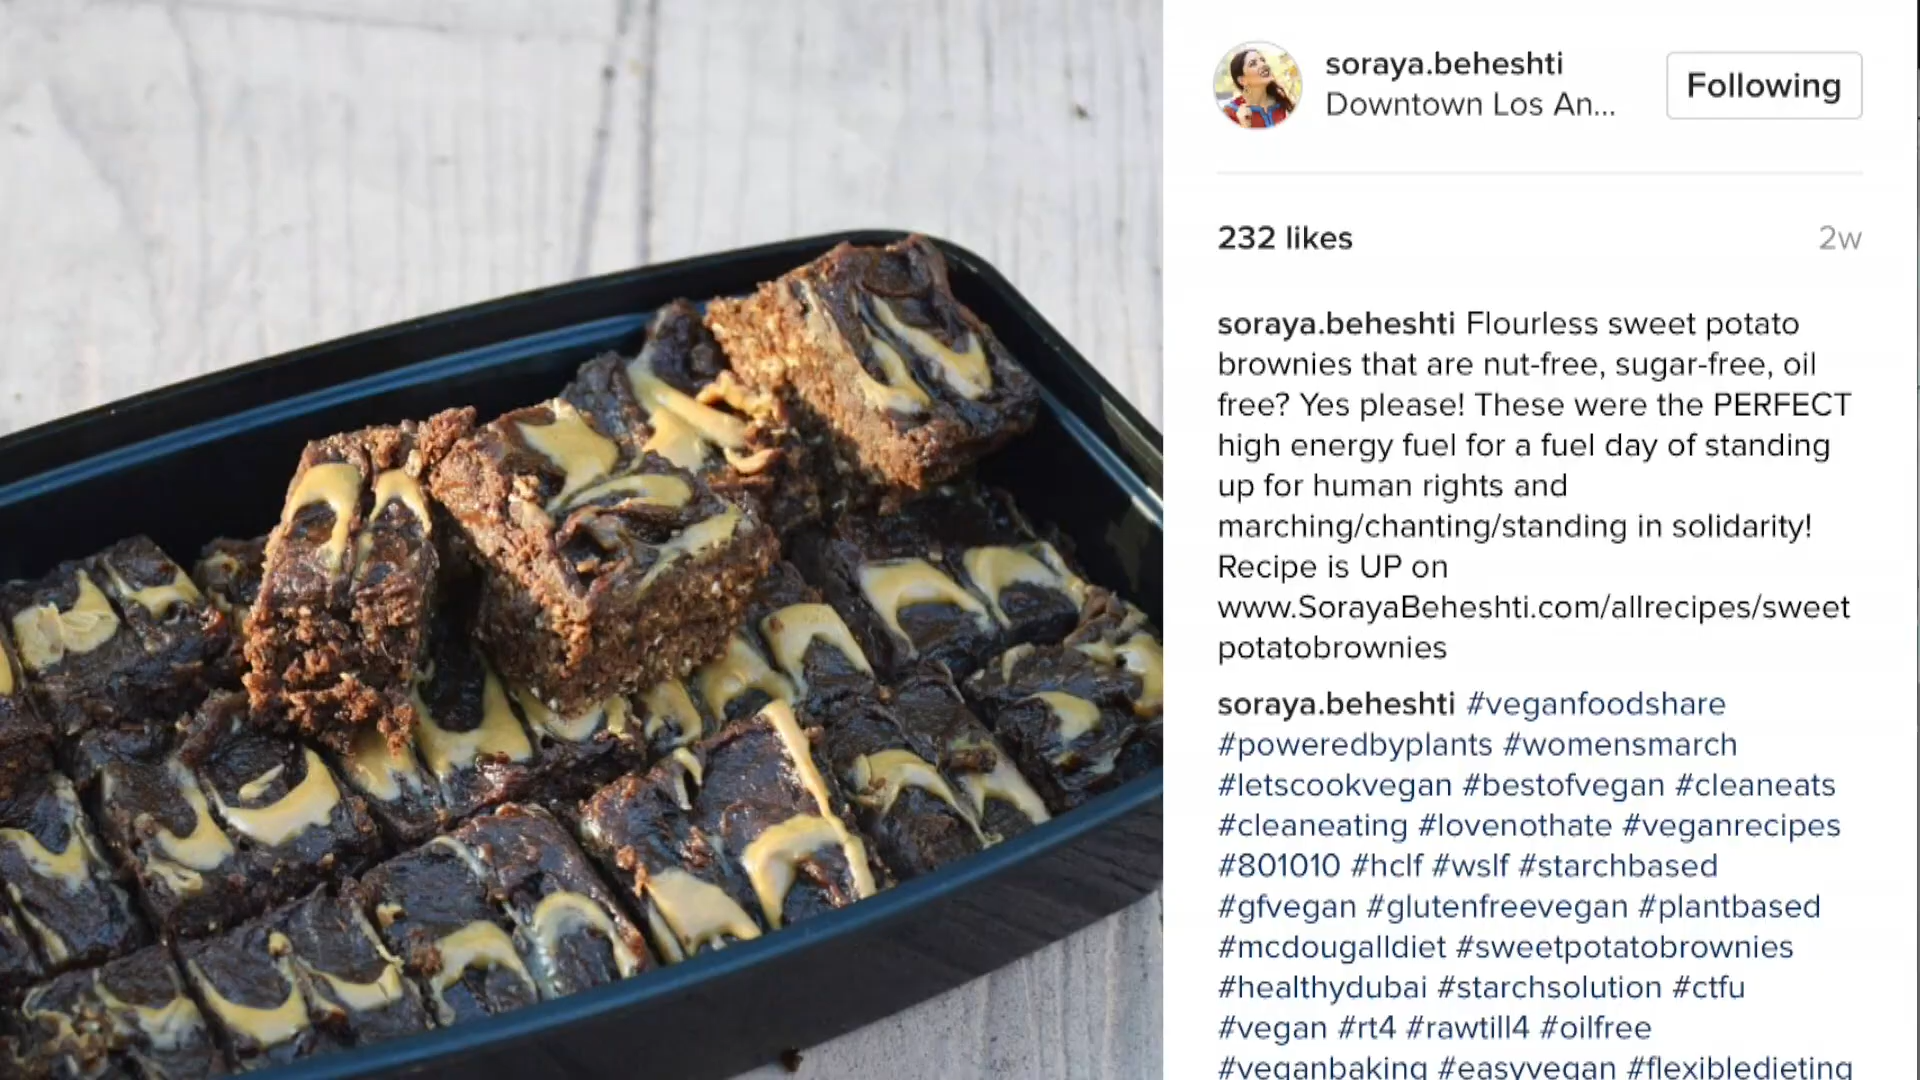 soraya.beheshti
Downtown Los An...
Following
232 likes
2w
soraya.beheshti Flourless sweet potato
brownies that are nut-free, sugar-free, oil
free? Yes please! These were the PERFECT
high energy fuel for a fuel day of standing
up for human rights and
marching/chanting/standing in solidarity!
Recipe is UP on
www.SorayaBeheshti.com/allrecipes/sweet
potatobrownies
soraya.beheshti #veganfoodshare
#poweredbyplants #womensmarch
#letscookvegan #bestofvegan #cleaneats
#cleaneating #lovenothate #veganrecipes
#801010 #hclf #wslf #starchbased
#gfvegan #glutenfreevegan #plantbased
#mcdougalldiet #sweetpotatobrownies
#healthydubai #starchsolution #ctfu
#vegan #rt4 #rawtill4 #oilfree
#veganbaking #easyvegan #flexibledieting